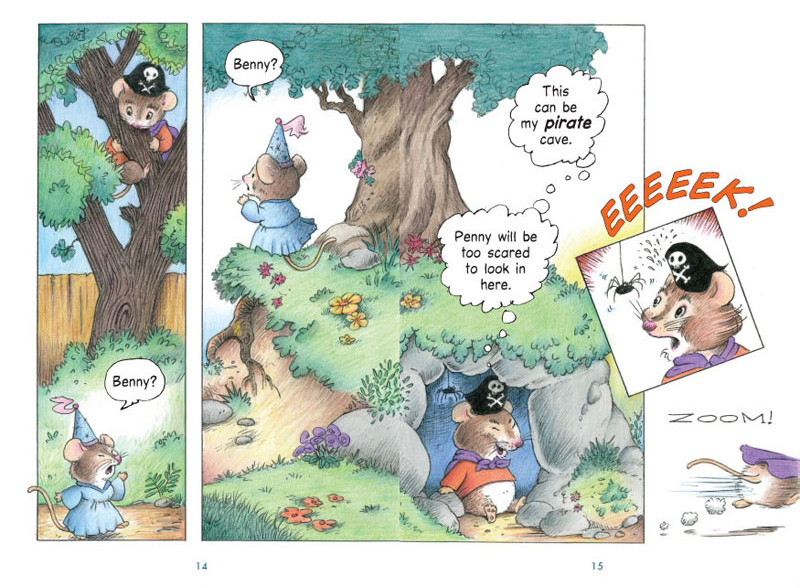 Benny?
Benny?
This
can be
my pirate
cave.
Penny will be
too scared
to look in
here.
EEEEEK!
ZOOM!
14
15